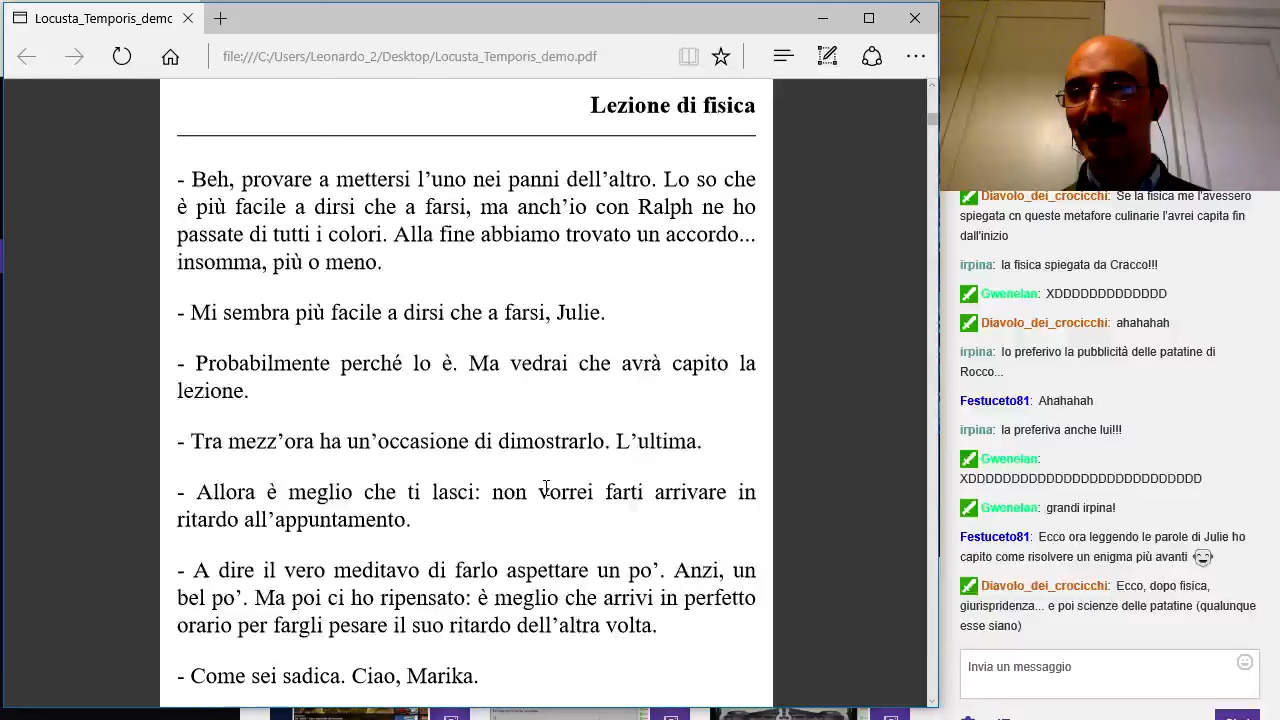 Locusta_Temporis_demo
file:///C:/Users/Leonardo_2/Desktop/Locusta_Temporis_demo.pdf
Lezione di fisica
- Beh, provare a mettersi l’uno nei panni dell’altro. Lo so che
è più facile a dirsi che a farsi, ma anch’io con Ralph ne ho
passate di tutti i colori. Alla fine abbiamo trovato un accordo...
insomma, più o meno.
- Mi sembra più facile a dirsi che a farsi, Julie.
- Probabilmente perché lo è. Ma vedrai che avrà capito la
lezione.
- Tra mezz’ora ha un’occasione di dimostrarlo. L’ultima.
- Allora è meglio che ti lasci: non vorrei farti arrivare in
ritardo all’appuntamento.
- A dire il vero meditavo di farlo aspettare un po’. Anzi, un
bel po’. Ma poi ci ho ripensato: è meglio che arrivi in perfetto
orario per fargli pesare il suo ritardo dell’altra volta.
- Come sei sadica. Ciao, Marika.
Diavolo_dei_crocicchi: Se la fisica me l'avessero
spiegata cn queste metafore culinarie l'avrei capita fin
dall'inizio
irpina: la fisica spiegata da Cracco!!!
Gwenelan: XDDDDDDDDDDDDD
Diavolo_dei_crocicchi: ahahahah
irpina: Io preferivo la pubblicità delle patatine di
Rocco...
Festuceto81: Ahahahah
irpina: la preferiva anche lui!!!
Gwenelan:
XDDDDDDDDDDDDDDDDDDDDDDDDDD
Gwenelan: grandi irpina!
Festuceto81: Ecco ora leggendo le parole di Julie ho
capito come risolvere un enigma più avanti
Diavolo_dei_crocicchi: Ecco, dopo fisica,
giurispridenza... e poi scienze delle patatine (qualunque
esse siano)
Invia un messaggio